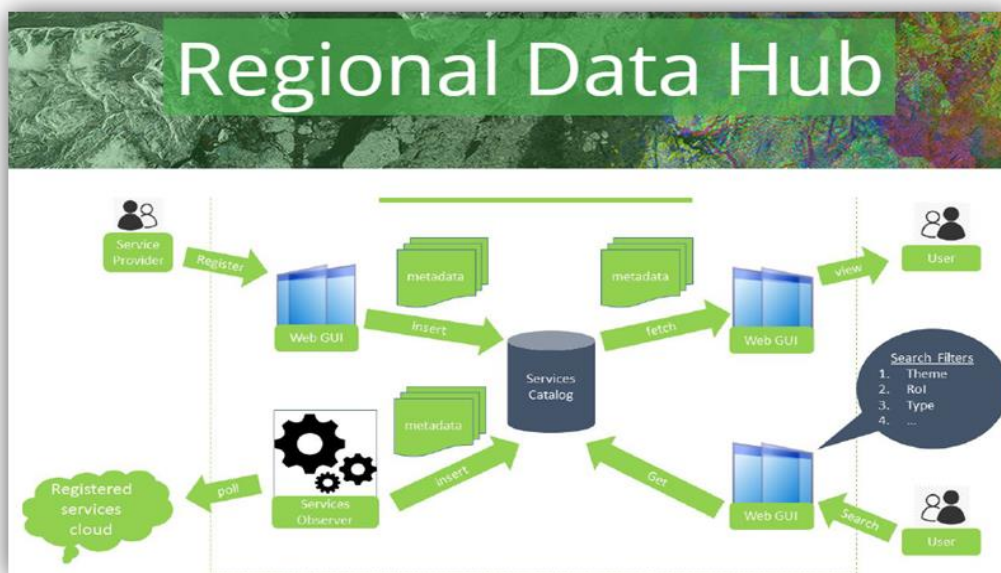 Regional Data Hub
Service
Provider
Register
Web GUI
metadata
Insert
metadata
fetch
Web GUI
view
User
Services
Catalog
Search Filters
1. Theme
2. RoI
3. Type
4. ...
metadata
insert
Services
Observer
poll
Registered
services
cloud
Get
Web GUI
Search
User